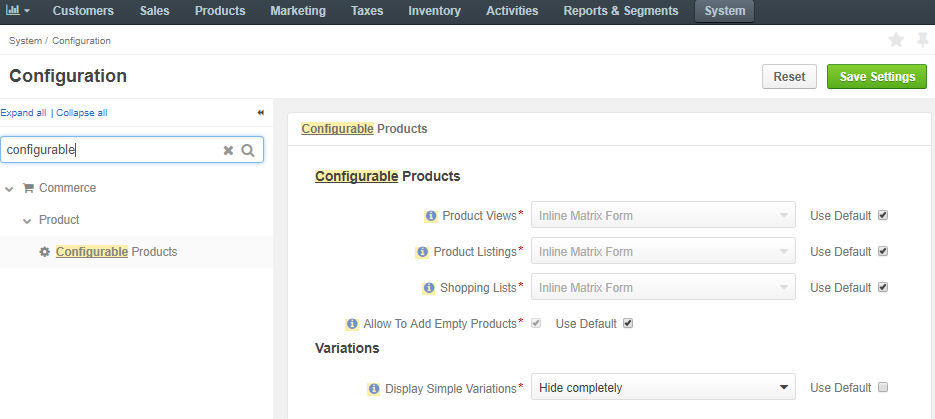 Customers Sales Products Marketing Taxes Inventory Activities Reports & Segments System
System / Configuration
Configuration Reset Save Settings
Expand all | Collapse all
configurable
Commerce
Product
Configurable Products
Configurable Products
Configurable Products
Product Views* Inline Matrix Form Use Default
Product Listings* Inline Matrix Form Use Default
Shopping Lists* Inline Matrix Form Use Default
Allow To Add Empty Products* Use Default
Variations
Display Simple Variations* Hide completely Use Default